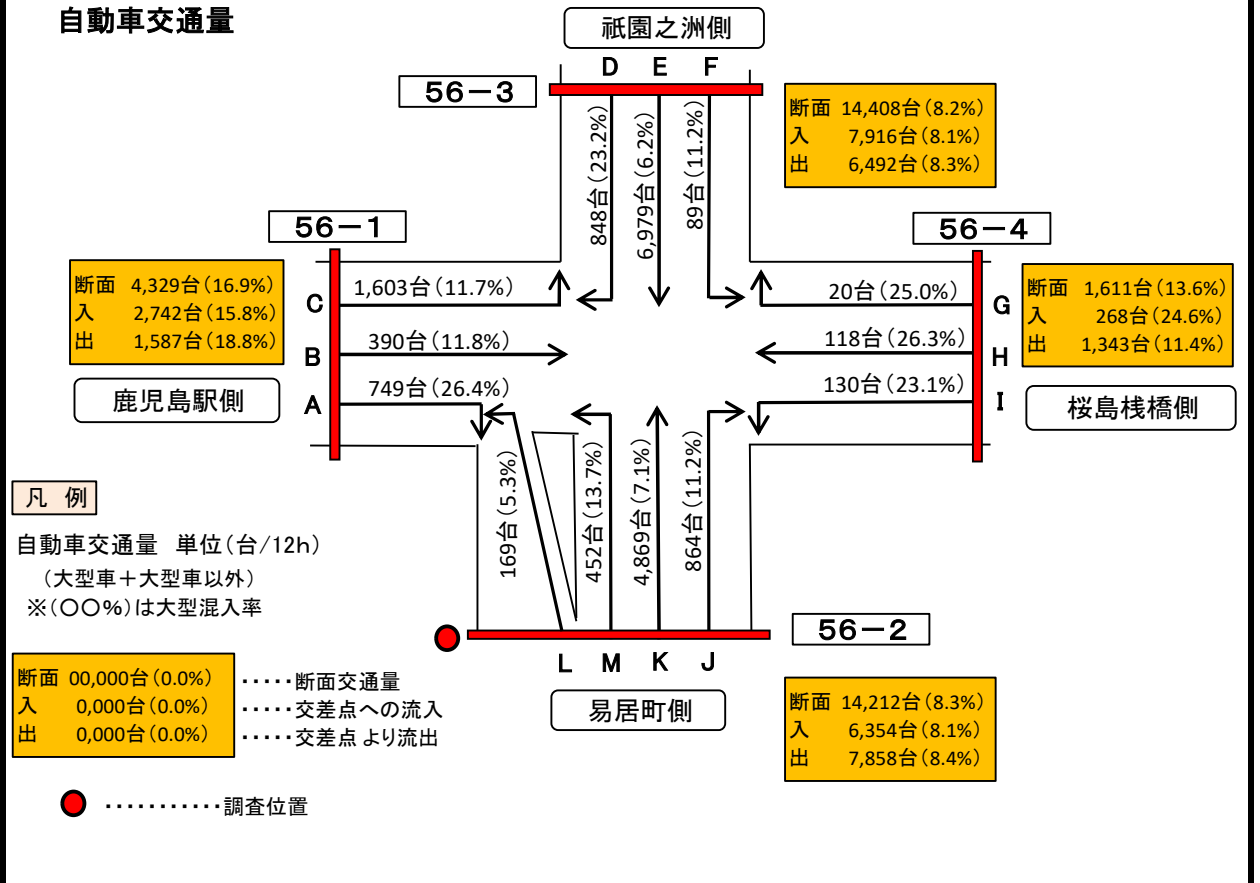 自動車交通量
祇園之洲側
D E F
56－3
848台(23.2%)
6,979台(6.2%)
89台(11.2%)
断面 14,408台(8.2%)
入 7,916台(8.1%)
出 6,492台(8.3%)
56－1
断面 4,329台(16.9%)
入 2,742台(15.8%)
出 1,587台(18.8%)
鹿児島駅側
C
1,603台(11.7%)
B
390台(11.8%)
A
749台(26.4%)
56－4
20台(25.0%)
G
118台(26.3%)
H
130台(23.1%)
I
断面 1,611台(13.6%)
入 268台(24.6%)
出 1,343台(11.4%)
桜島桟橋側
169台(5.3%)
452台(13.7%)
4,869台(7.1%)
864台(11.2%)
L M K J
56－2
易居町側
断面 14,212台(8.3%)
入 6,354台(8.1%)
出 7,858台(8.4%)
凡 例
自動車交通量 単位(台/12h)
(大型車＋大型車以外)
※(〇〇%)は大型混入率
断面 00,000台(0.0%) ・・・・・断面交通量
入 0,000台(0.0%) ・・・・・交差点への流入
出 0,000台(0.0%) ・・・・・交差点より流出
・・・・・・・・・・・調査位置